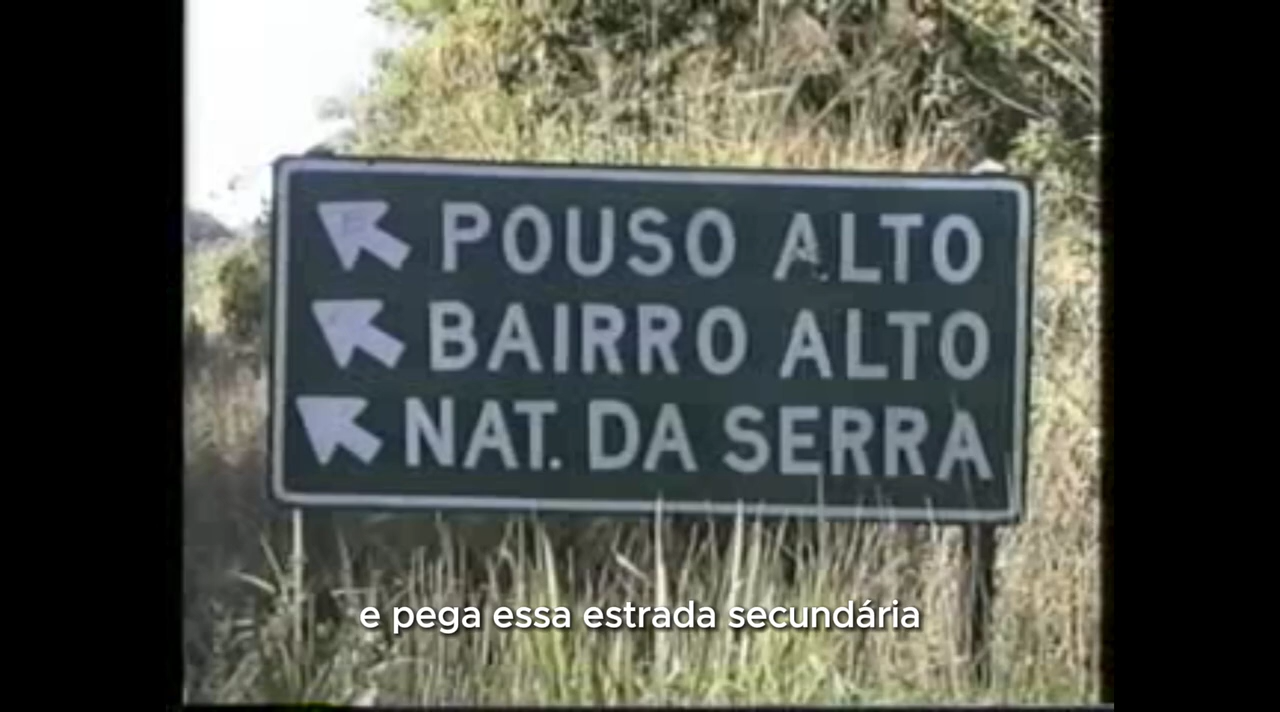 POUSO ALTO
BAIRRO ALTO
NAT. DA SERRA
e pega essa estrada secundária